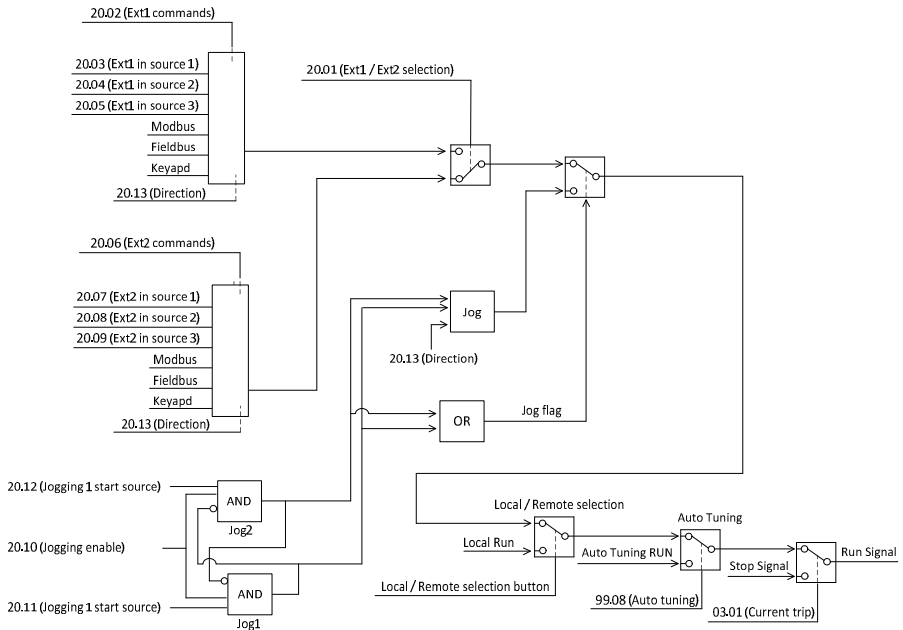 20.02 (Ext1 commands)
20.03 (Ext1 in source 1)
20.04 (Ext1 in source 2)
20.05 (Ext1 in source 3)
Modbus
Fieldbus
Keyapd
20.13 (Direction)
20.01 (Ext1 / Ext2 selection)
20.06 (Ext2 commands)
20.07 (Ext2 in source 1)
20.08 (Ext2 in source 2)
20.09 (Ext2 in source 3)
Modbus
Fieldbus
Keyapd
20.13 (Direction)
Jog
20.13 (Direction)
OR
Jog flag
20.12 (Jogging 1 start source)
AND
Jog2
20.10 (Jogging enable)
AND
20.11 (Jogging 1 start source)
Jog1
Local / Remote selection
Local Run
Local / Remote selection button
Auto Tuning
Auto Tuning RUN
99.08 (Auto tuning)
Stop Signal
Run Signal
03.01 (Current trip)